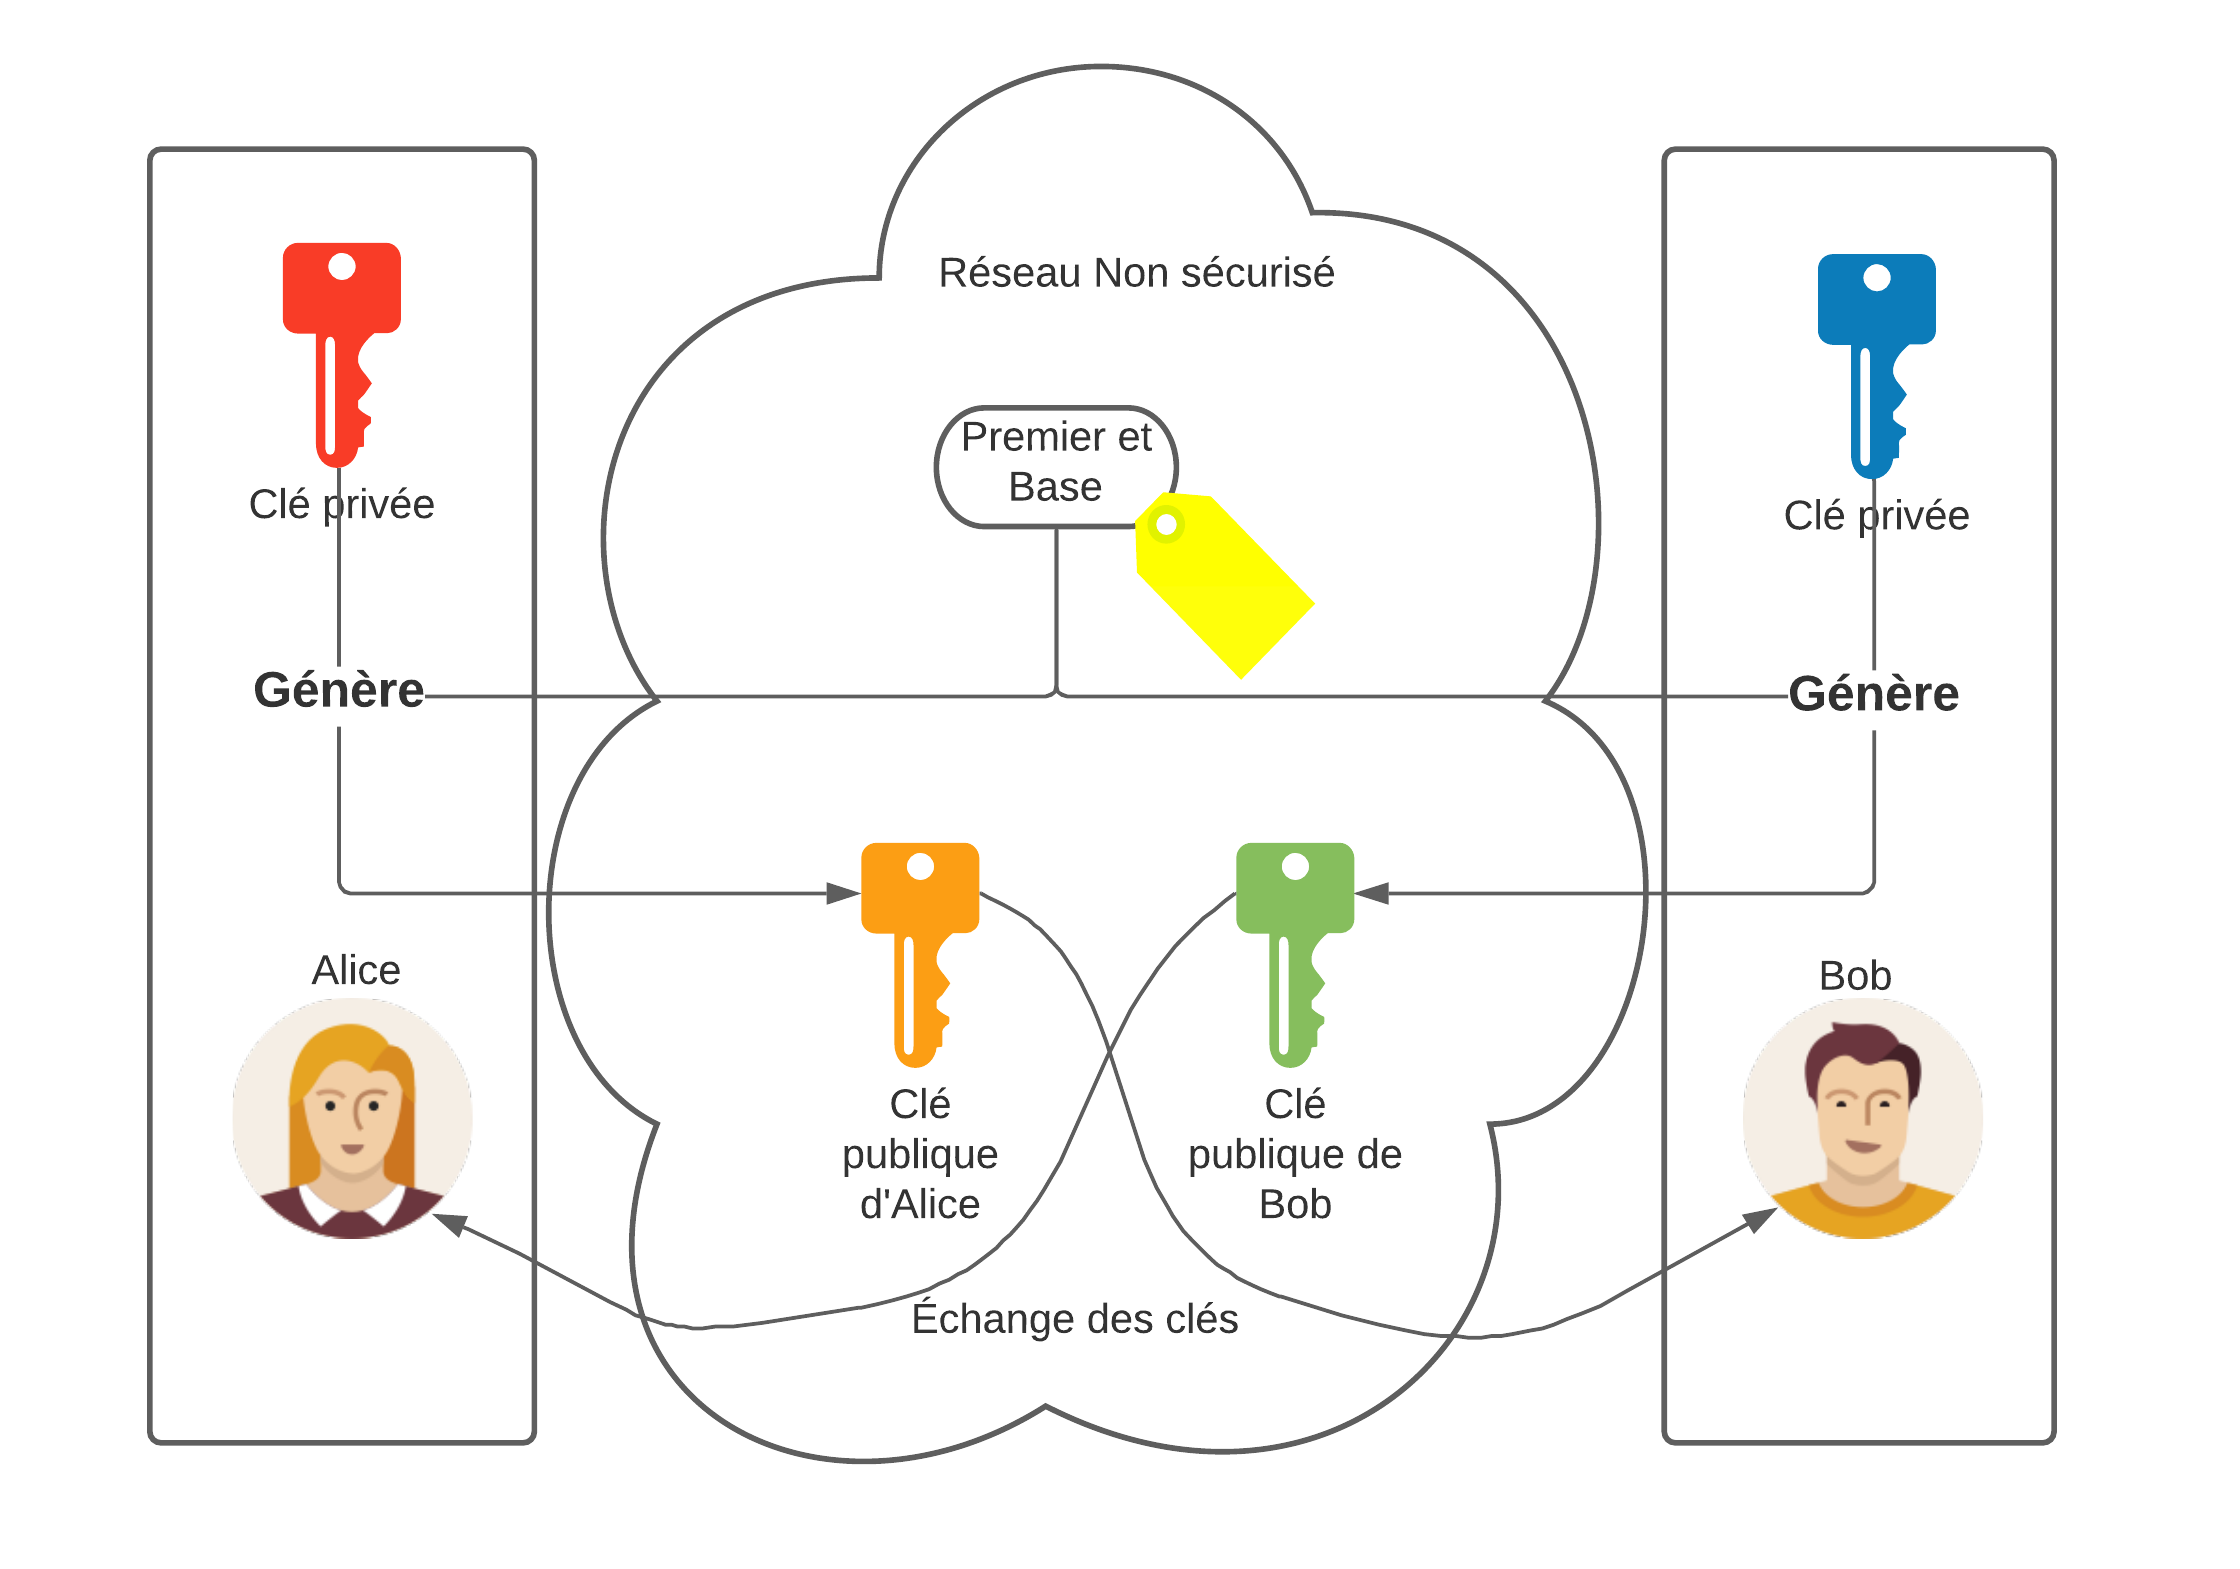 Réseau Non sécurisé
Premier et
Base
Clé privée
Clé privée
Génère
Génère
Alice
Bob
Clé
publique
d'Alice
Clé
publique de
Bob
Échange des clés